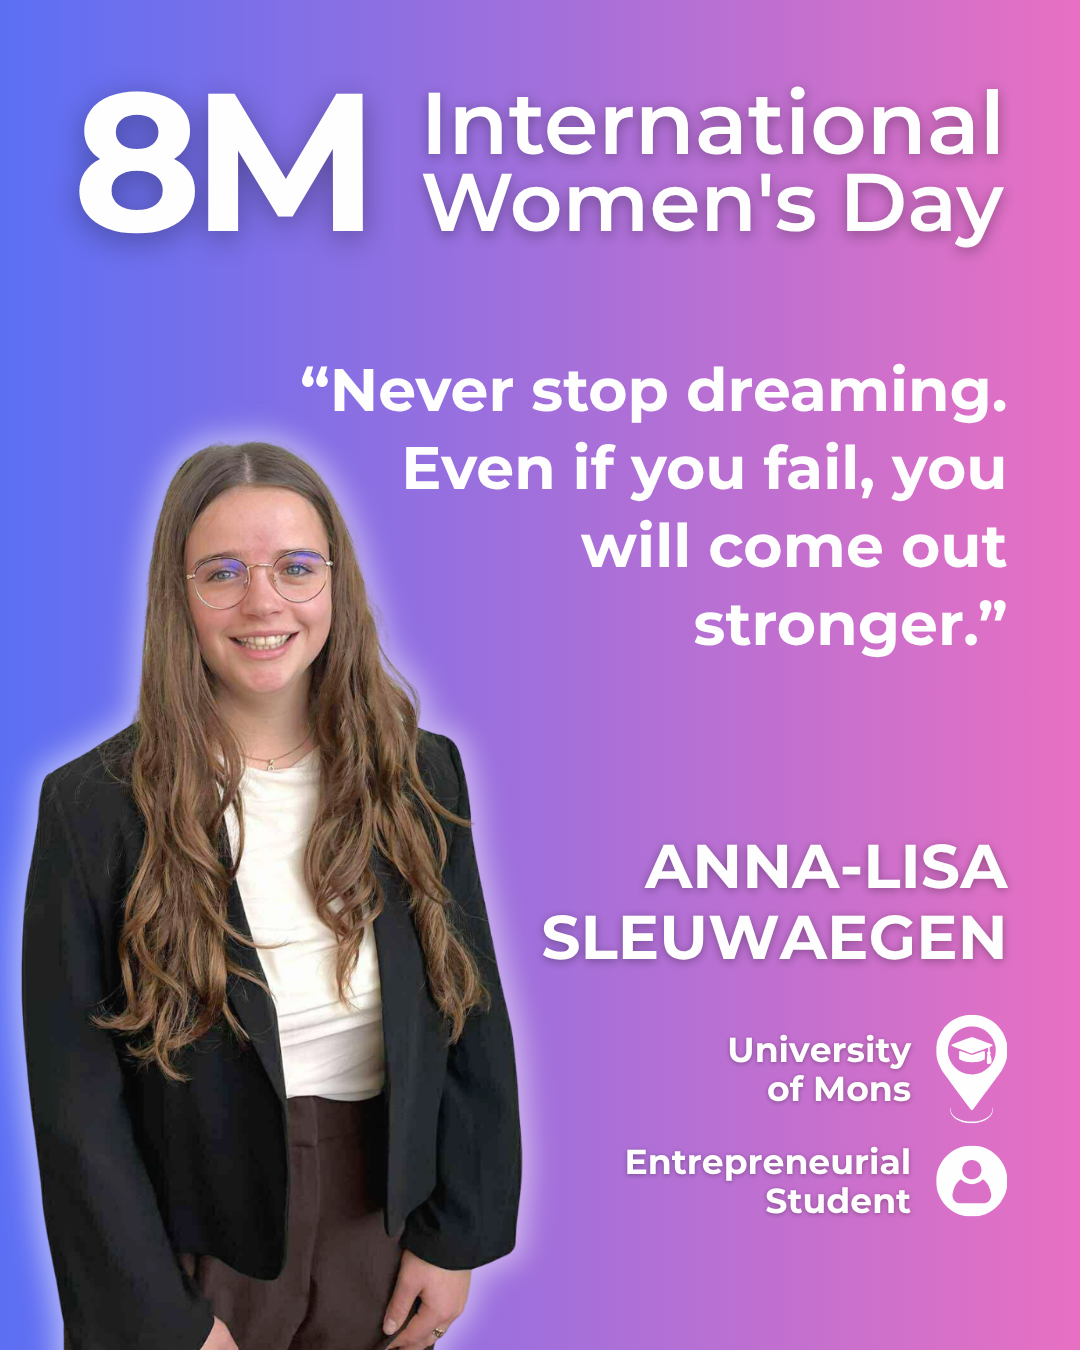 8M
International
Women's Day
“Never stop dreaming.
Even if you fail, you
will come out
stronger.”
ANNA-LISA
SLEUWAEGEN
University
of Mons
Entrepreneurial
Student